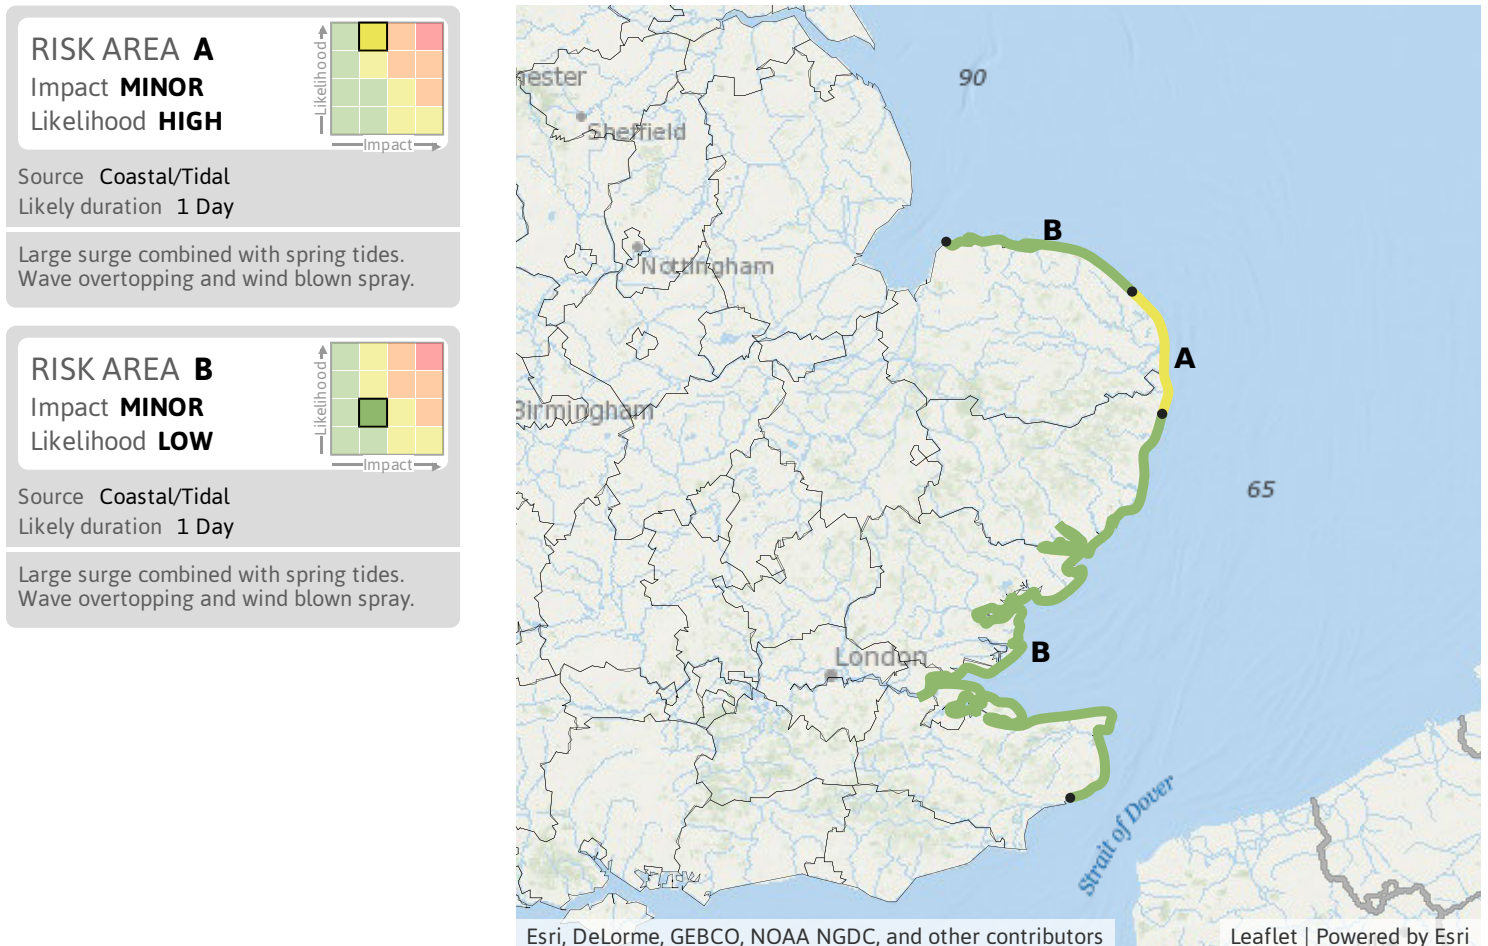 RISK AREA A
Impact MINOR
Likelihood HIGH
Likelihood
Impact
Source Coastal/Tidal
Likely duration 1 Day
Large surge combined with spring tides.
Wave overtopping and wind blown spray.
RISK AREA B
Impact MINOR
Likelihood LOW
Likelihood
Impact
Source Coastal/Tidal
Likely duration 1 Day
Large surge combined with spring tides.
Wave overtopping and wind blown spray.
hester
90
Sheffield
B
Nottingham
A
Birmingham
65
London
B
Strait of Dover
Esri, DeLorme, GEBCO, NOAA NGDC, and other contributors
Leaflet | Powered by Esri